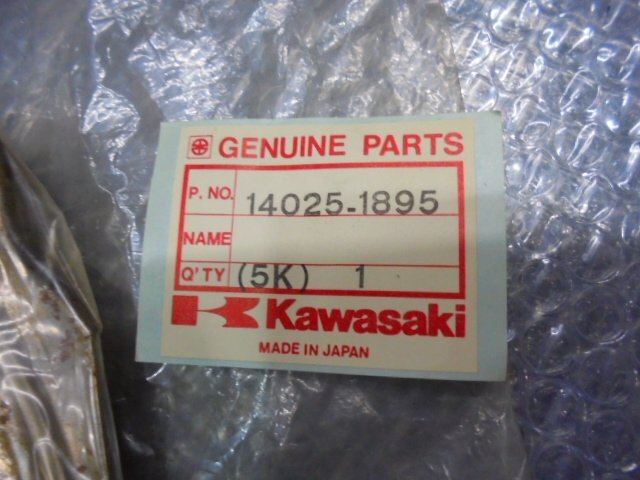 GENUINE PARTS
P. NO. 14025-1895
NAME
Q'TY (5K) 1
Kawasaki
MADE IN JAPAN